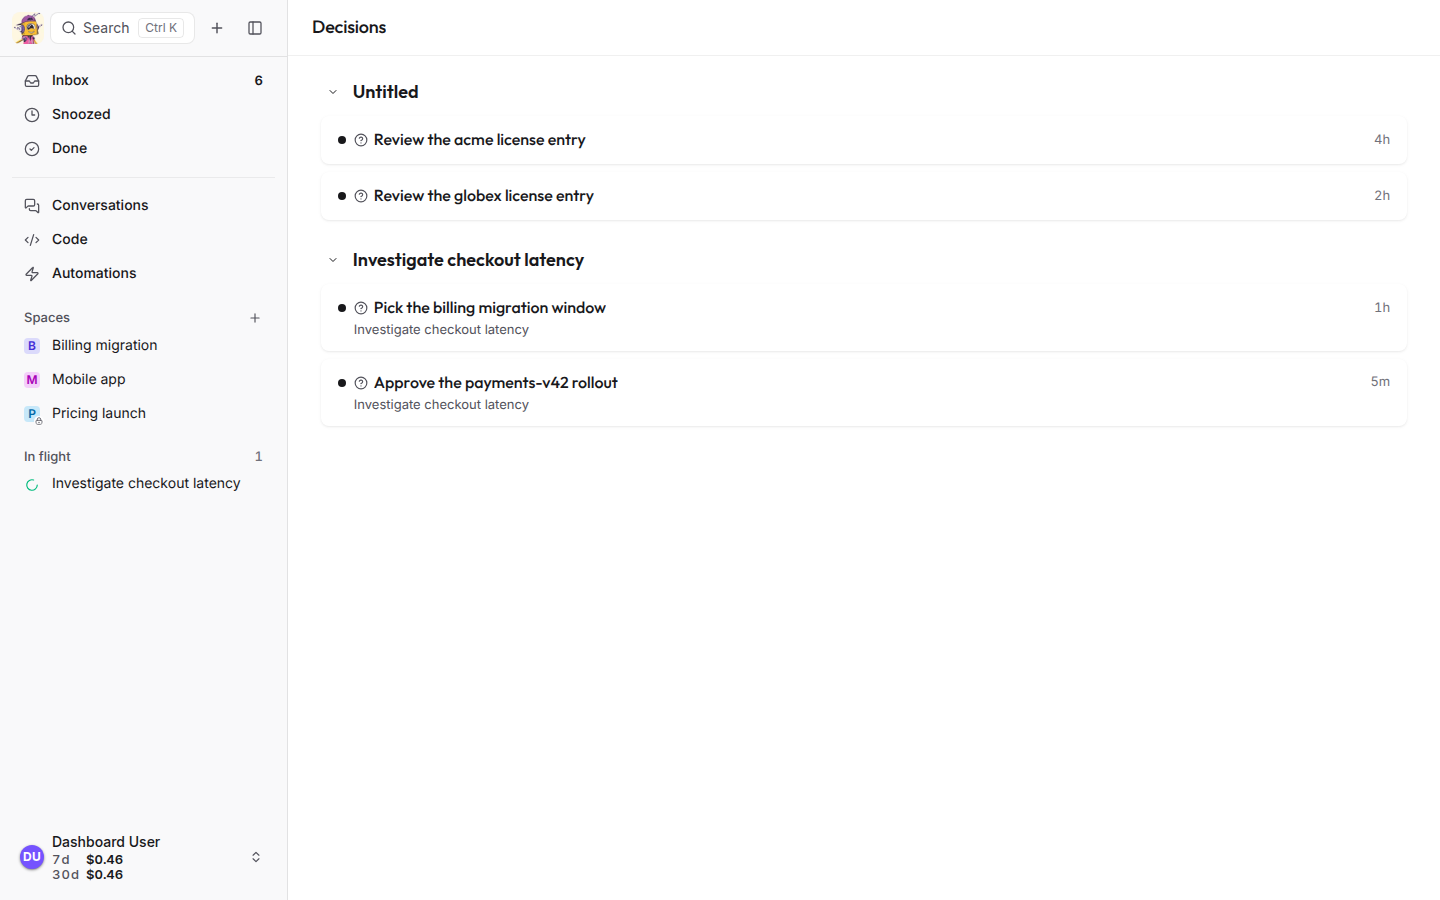 Search Ctrl K
Inbox 6
Snoozed
Done
Conversations
Code
Automations
Spaces
B Billing migration
M Mobile app
P Pricing launch
In flight 1
Investigate checkout latency
DU Dashboard User
7d $0.46
30d $0.46
Decisions
Untitled
Review the acme license entry 4h
Review the globex license entry 2h
Investigate checkout latency
Pick the billing migration window 1h
Investigate checkout latency
Approve the payments-v42 rollout 5m
Investigate checkout latency